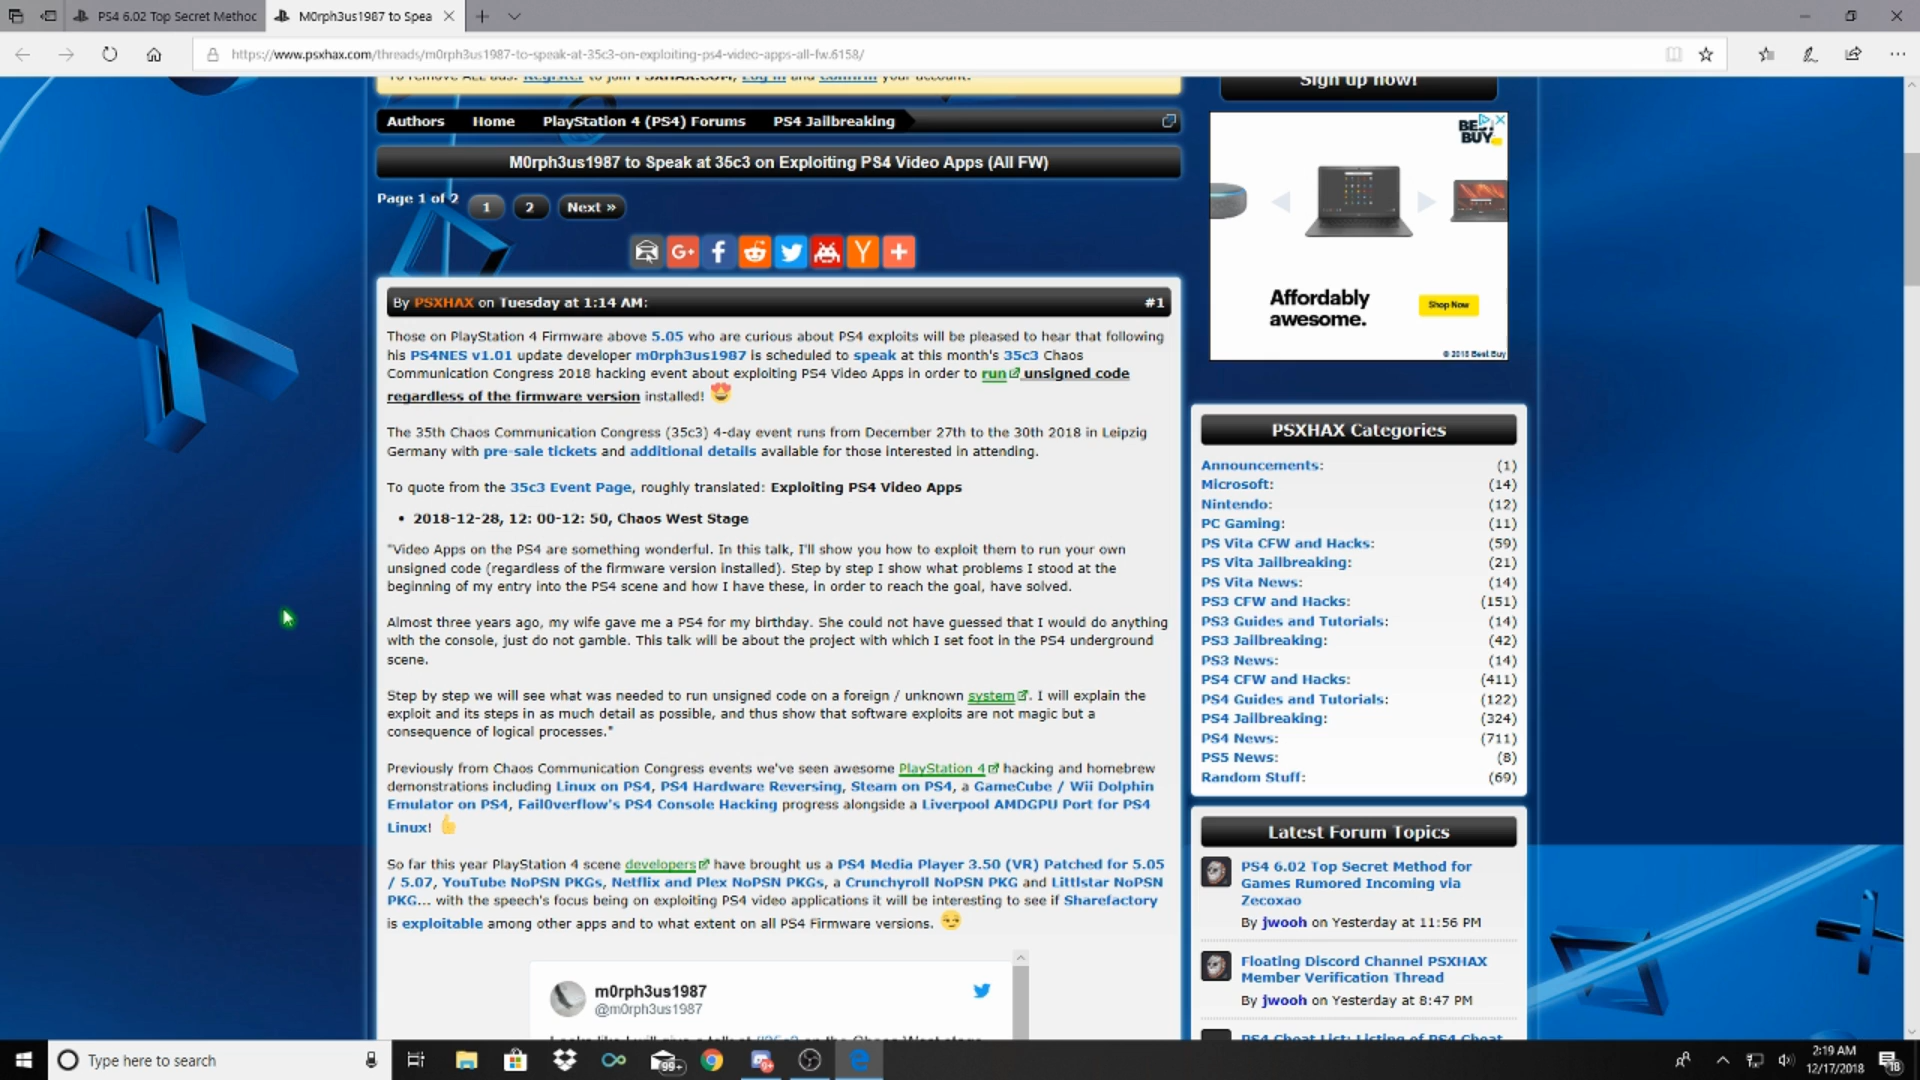 PS4 6.02 Top Secret Method
M0rph3us1987 to Spea
https://www.psxhax.com/threads/m0rph3us1987-to-speak-at-35c3-on-exploiting-ps4-video-apps-all-fw.6158/
To remove ALL ads: Register to join PSXHAX.COM, Log in and Confirm your account.
Sign up now!
Authors Home PlayStation 4 (PS4) Forums PS4 Jailbreaking
M0rph3us1987 to Speak at 35c3 on Exploiting PS4 Video Apps (All FW)
Page 1 of 2 1 2 Next »
By PSXHAX on Tuesday at 1:14 AM: #1
Those on PlayStation 4 Firmware above 5.05 who are curious about PS4 exploits will be pleased to hear that following
his PS4NES v1.01 update developer m0rph3us1987 is scheduled to speak at this month's 35c3 Chaos
Communication Congress 2018 hacking event about exploiting PS4 Video Apps in order to run unsigned code
regardless of the firmware version installed!
The 35th Chaos Communication Congress (35c3) 4-day event runs from December 27th to the 30th 2018 in Leipzig
Germany with pre-sale tickets and additional details available for those interested in attending.
To quote from the 35c3 Event Page, roughly translated: Exploiting PS4 Video Apps
• 2018-12-28, 12: 00-12: 50, Chaos West Stage
"Video Apps on the PS4 are something wonderful. In this talk, I'll show you how to exploit them to run your own
unsigned code (regardless of the firmware version installed). Step by step I show what problems I stood at the
beginning of my entry into the PS4 scene and how I have these, in order to reach the goal, have solved.
Almost three years ago, my wife gave me a PS4 for my birthday. She could not have guessed that I would do anything
with the console, just do not gamble. This talk will be about the project with which I set foot in the PS4 underground
scene.
Step by step we will see what was needed to run unsigned code on a foreign / unknown system. I will explain the
exploit and its steps in as much detail as possible, and thus show that software exploits are not magic but a
consequence of logical processes."
Previously from Chaos Communication Congress events we've seen awesome PlayStation 4 hacking and homebrew
demonstrations including Linux on PS4, PS4 Hardware Reversing, Steam on PS4, a GameCube / Wii Dolphin
Emulator on PS4, Fail0verflow's PS4 Console Hacking progress alongside a Liverpool AMDGPU Port for PS4
Linux!
So far this year PlayStation 4 scene developers have brought us a PS4 Media Player 3.50 (VR) Patched for 5.05
/ 5.07, YouTube NoPSN PKGs, Netflix and Plex NoPSN PKGs, a Crunchyroll NoPSN PKG and Littlstar NoPSN
PKG... with the speech's focus being on exploiting PS4 video applications it will be interesting to see if Sharefactory
is exploitable among other apps and to what extent on all PS4 Firmware versions.
m0rph3us1987
@m0rph3us1987
BEST BUY
Affordably
awesome.
Shop Now
© 2018 Best Buy
PSXHAX Categories
Announcements: (1)
Microsoft: (14)
Nintendo: (12)
PC Gaming: (11)
PS Vita CFW and Hacks: (59)
PS Vita Jailbreaking: (21)
PS Vita News: (14)
PS3 CFW and Hacks: (151)
PS3 Guides and Tutorials: (14)
PS3 Jailbreaking: (42)
PS3 News: (14)
PS4 CFW and Hacks: (411)
PS4 Guides and Tutorials: (122)
PS4 Jailbreaking: (324)
PS4 News: (711)
PS5 News: (8)
Random Stuff: (69)
Latest Forum Topics
PS4 6.02 Top Secret Method for
Games Rumored Incoming via
Zecoxao
By jwooh on Yesterday at 11:56 PM
Floating Discord Channel PSXHAX
Member Verification Thread
By jwooh on Yesterday at 8:47 PM
PS4 Cheat List: Listing of PS4 Cheat
Type here to search
99+
2:19 AM
12/17/2018
18